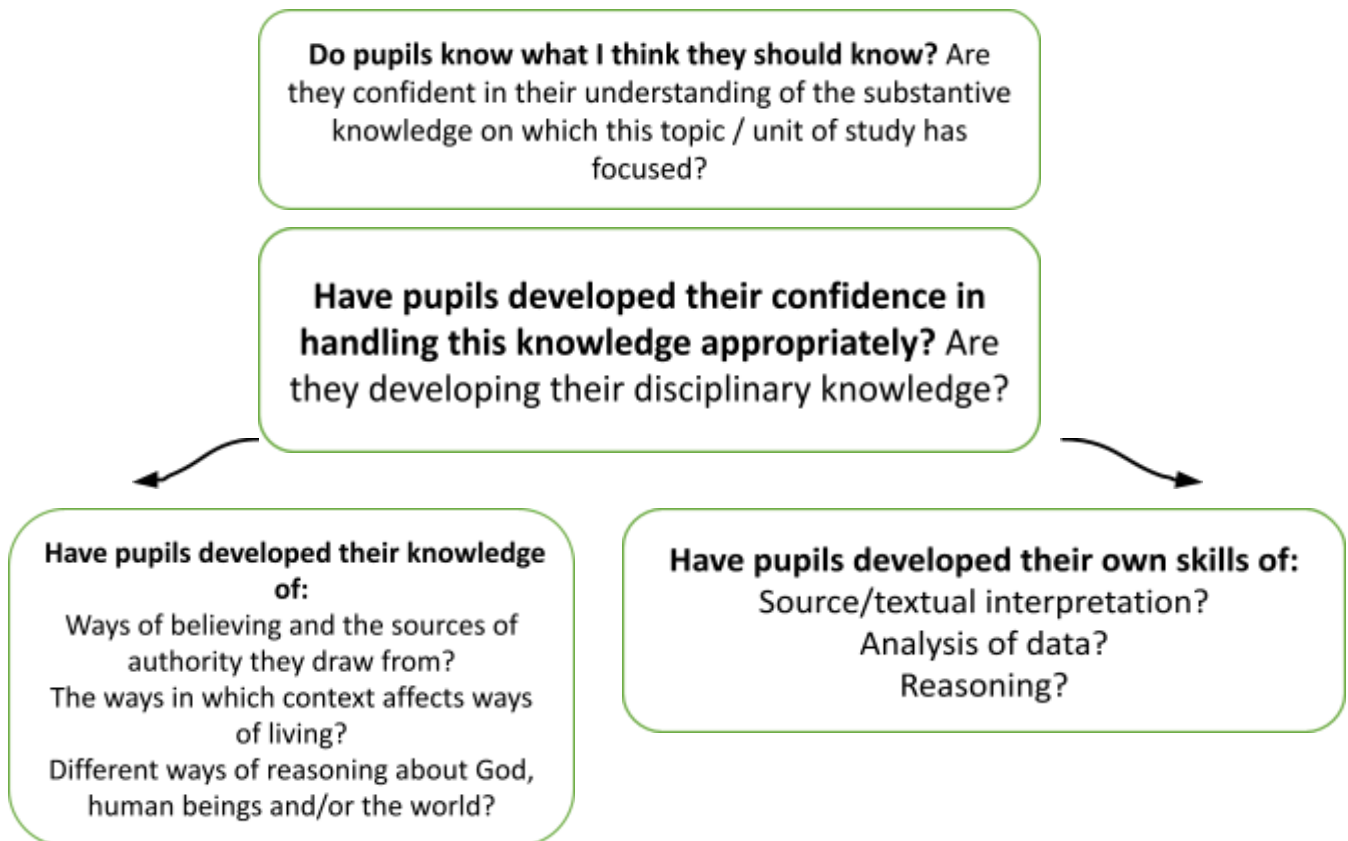 Do pupils know what I think they should know? Are
they confident in their understanding of the substantive
knowledge on which this topic / unit of study has
focused?
Have pupils developed their confidence in
handling this knowledge appropriately? Are
they developing their disciplinary knowledge?
Have pupils developed their knowledge
of:
Ways of believing and the sources of
authority they draw from?
The ways in which context affects ways
of living?
Different ways of reasoning about God,
human beings and/or the world?
Have pupils developed their own skills of:
Source/textual interpretation?
Analysis of data?
Reasoning?